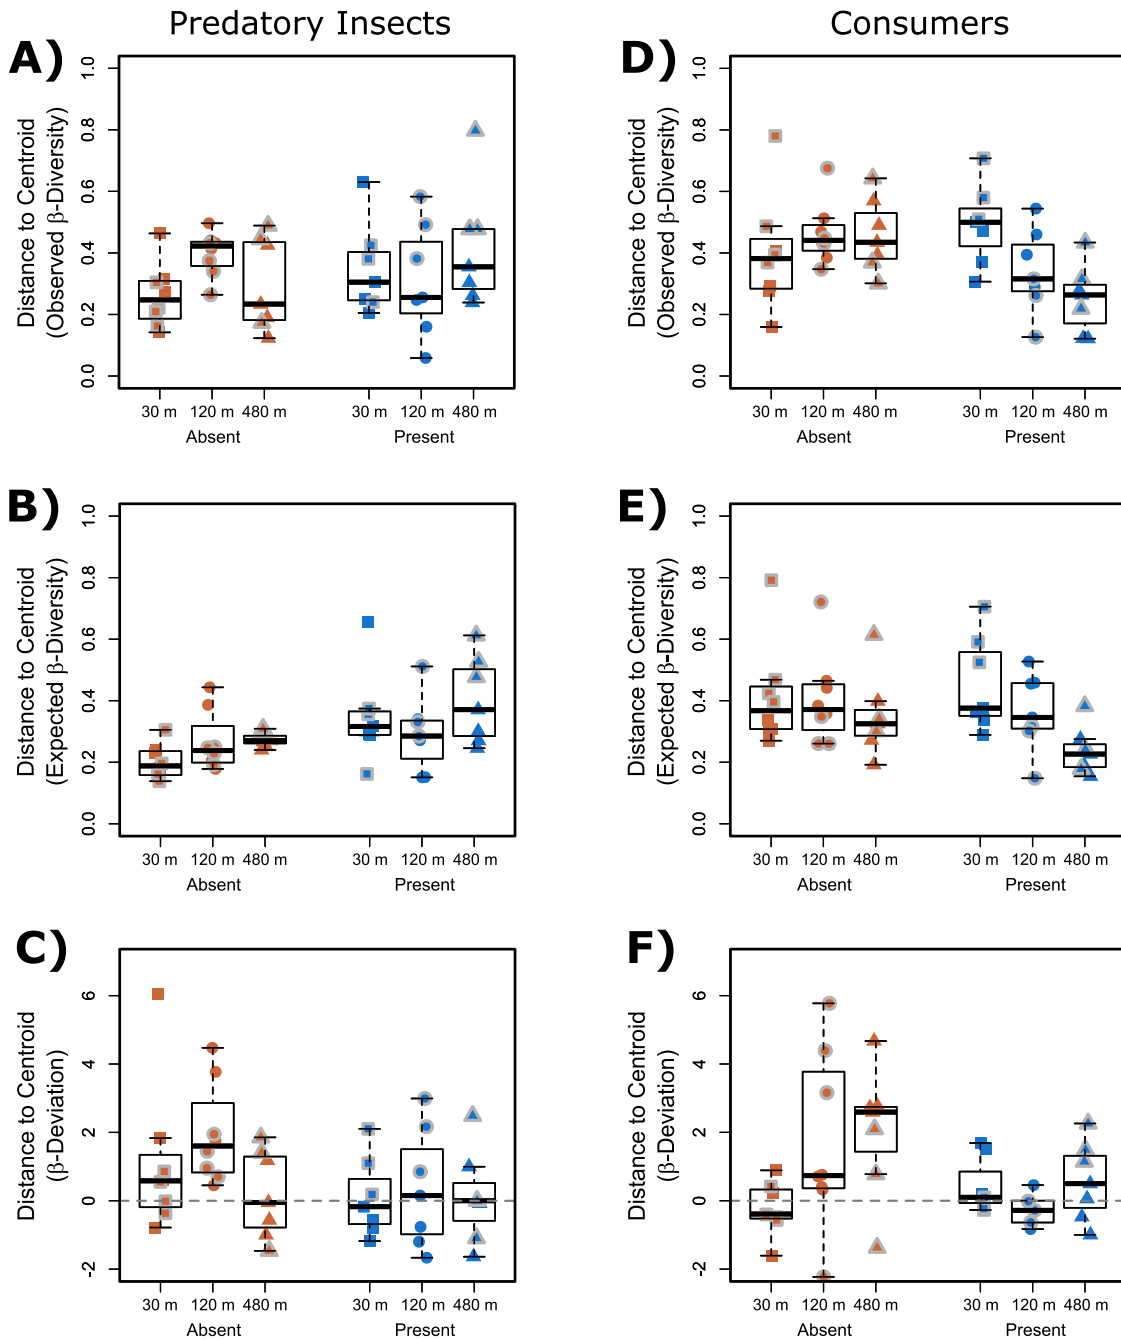 Predatory Insects
Consumers
A)
Distance to Centroid
(Observed β-Diversity)
1.0
0.8
0.6
0.4
0.2
0.0
30 m 120 m 480 m 30 m 120 m 480 m
Absent Present
D)
Distance to Centroid
(Observed β-Diversity)
1.0
0.8
0.6
0.4
0.2
0.0
30 m 120 m 480 m 30 m 120 m 480 m
Absent Present
B)
Distance to Centroid
(Expected β-Diversity)
1.0
0.8
0.6
0.4
0.2
0.0
30 m 120 m 480 m 30 m 120 m 480 m
Absent Present
E)
Distance to Centroid
(Expected β-Diversity)
1.0
0.8
0.6
0.4
0.2
0.0
30 m 120 m 480 m 30 m 120 m 480 m
Absent Present
C)
Distance to Centroid
(β-Deviation)
6
4
2
0
-2
30 m 120 m 480 m 30 m 120 m 480 m
Absent Present
F)
Distance to Centroid
(β-Deviation)
6
4
2
0
-2
30 m 120 m 480 m 30 m 120 m 480 m
Absent Present